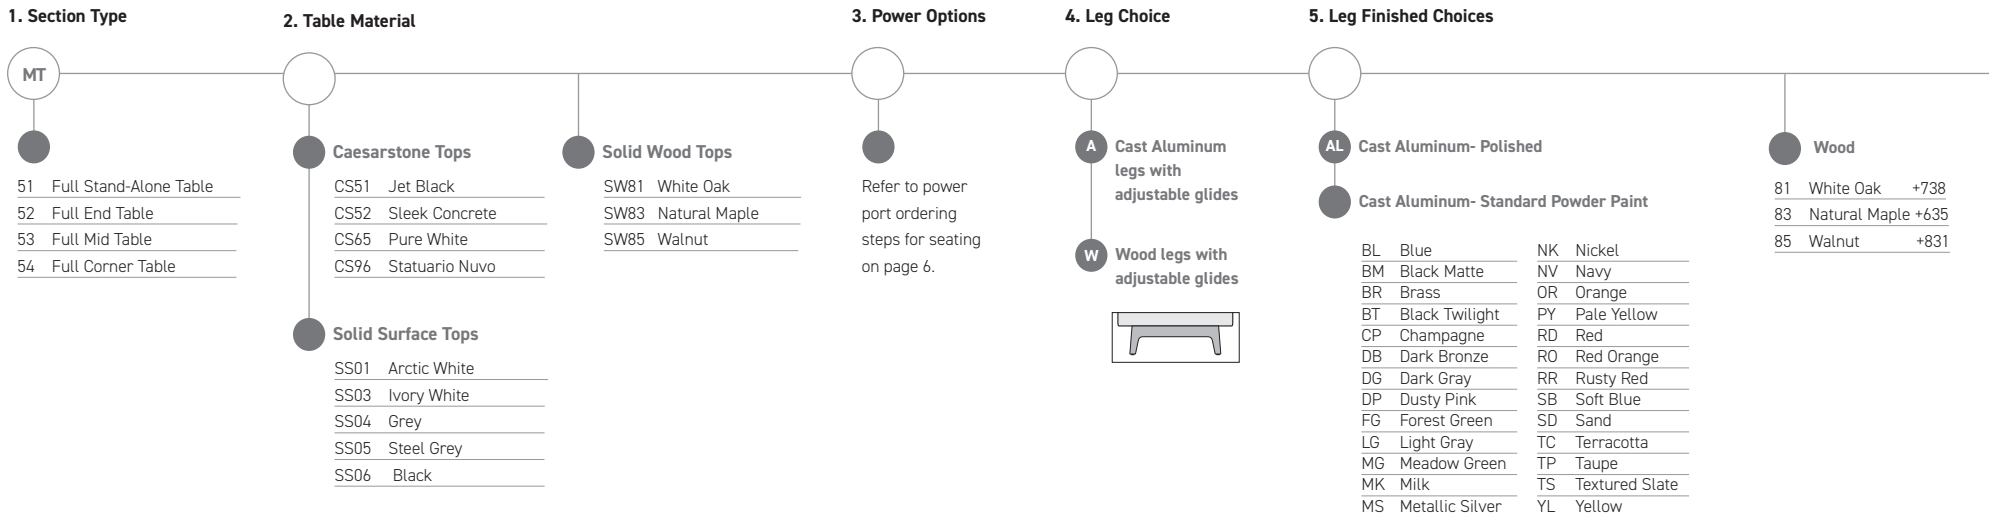 1. Section Type
MT
51 Full Stand-Alone Table
52 Full End Table
53 Full Mid Table
54 Full Corner Table
2. Table Material
Caesarstone Tops
CS51 Jet Black
CS52 Sleek Concrete
CS65 Pure White
CS96 Statuario Nuvo
Solid Surface Tops
SS01 Arctic White
SS03 Ivory White
SS04 Grey
SS05 Steel Grey
SS06 Black
Solid Wood Tops
SW81 White Oak
SW83 Natural Maple
SW85 Walnut
3. Power Options
Refer to power
port ordering
steps for seating
on page 6.
4. Leg Choice
A Cast Aluminum
legs with
adjustable glides
W Wood legs with
adjustable glides
5. Leg Finished Choices
AL Cast Aluminum- Polished
Cast Aluminum- Standard Powder Paint
BL Blue
BM Black Matte
BR Brass
BT Black Twilight
CP Champagne
DB Dark Bronze
DG Dark Gray
DP Dusty Pink
FG Forest Green
LG Light Gray
MG Meadow Green
MK Milk
MS Metallic Silver
NK Nickel
NV Navy
OR Orange
PY Pale Yellow
RD Red
RO Red Orange
RR Rusty Red
SB Soft Blue
SD Sand
TC Terracotta
TP Taupe
TS Textured Slate
YL Yellow
Wood
81 White Oak +738
83 Natural Maple +635
85 Walnut +831